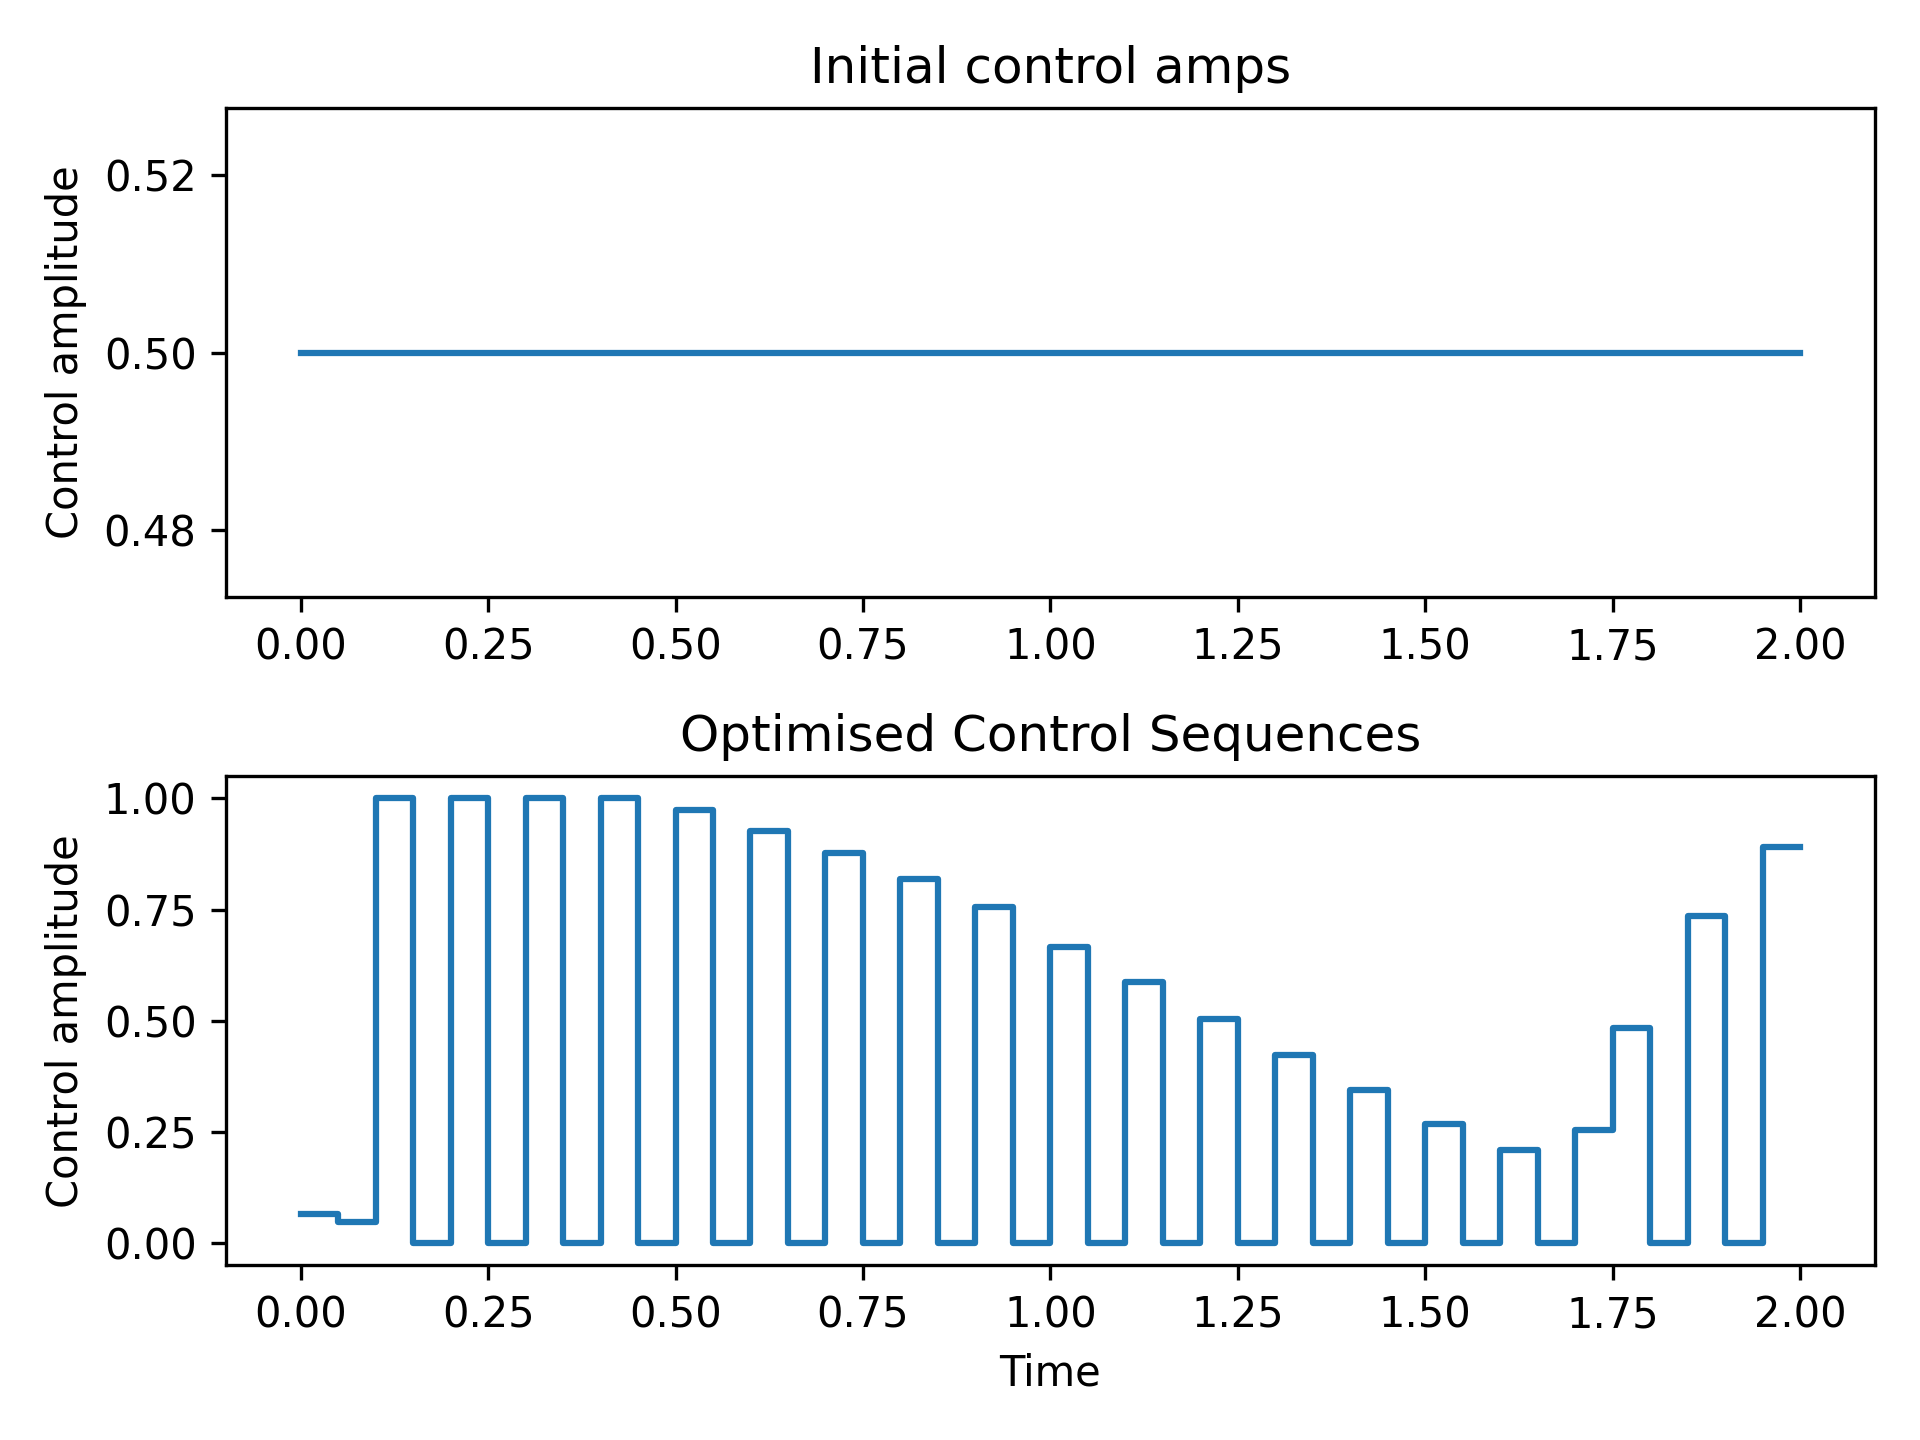 Initial control amps
Control amplitude
0.52
0.50
0.48
0.00 0.25 0.50 0.75 1.00 1.25 1.50 1.75 2.00
Optimised Control Sequences
Control amplitude
1.00
0.75
0.50
0.25
0.00
0.00 0.25 0.50 0.75 1.00 1.25 1.50 1.75 2.00
Time